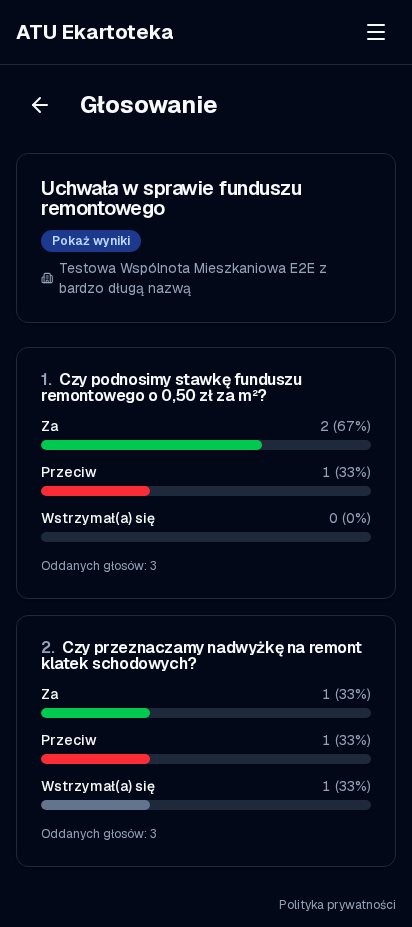 ATU Ekartoteka
Głosowanie
Uchwała w sprawie funduszu
remontowego
Pokaż wyniki
Testowa Wspólnota Mieszkaniowa E2E z
bardzo długą nazwą
1. Czy podnosimy stawkę funduszu
remontowego o 0,50 zł za m²?
Za 2 (67%)
Przeciw 1 (33%)
Wstrzymał(a) się 0 (0%)
Oddanych głosów: 3
2. Czy przeznaczamy nadwyżkę na remont
klatek schodowych?
Za 1 (33%)
Przeciw 1 (33%)
Wstrzymał(a) się 1 (33%)
Oddanych głosów: 3
Polityka prywatności